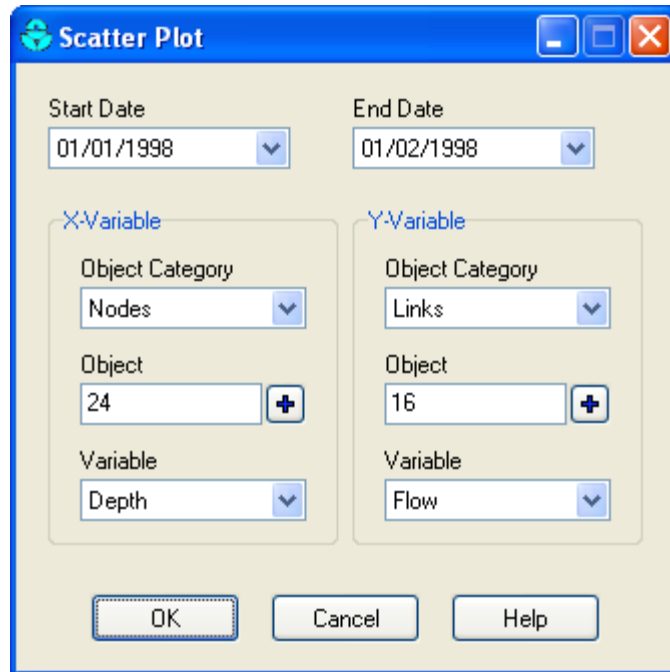 Scatter Plot
Start Date End Date
01/01/1998 01/02/1998
X-Variable Y-Variable
Object Category Object Category
Nodes Links
Object Object
24 16
Variable Variable
Depth Flow
OK Cancel Help